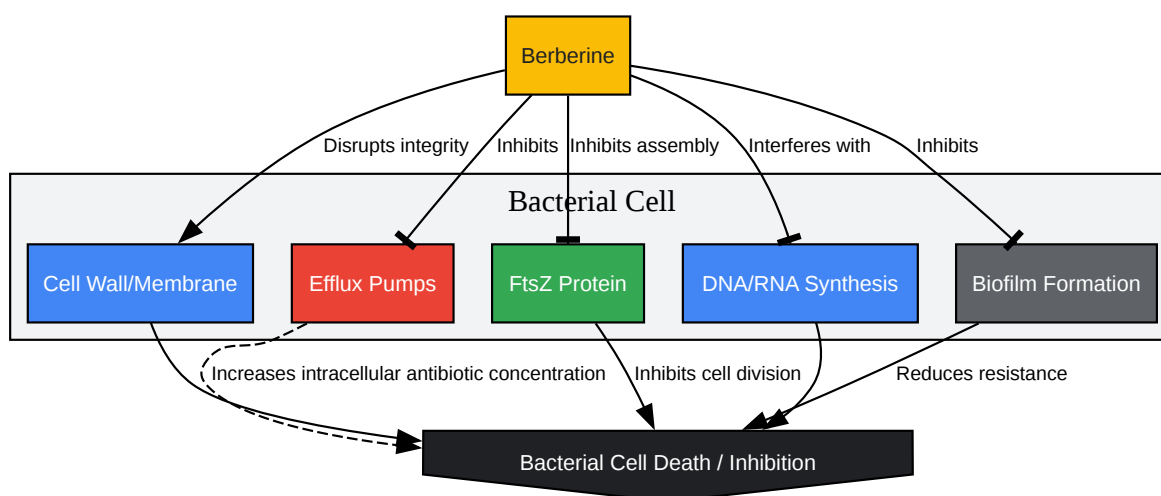 Berberine
Disrupts integrity
Inhibits
Inhibits assembly
Interferes with
Inhibits
Bacterial Cell
Cell Wall/Membrane
Efflux Pumps
FtsZ Protein
DNA/RNA Synthesis
Biofilm Formation
Increases intracellular antibiotic concentration
Inhibits cell division
Reduces resistance
Bacterial Cell Death / Inhibition